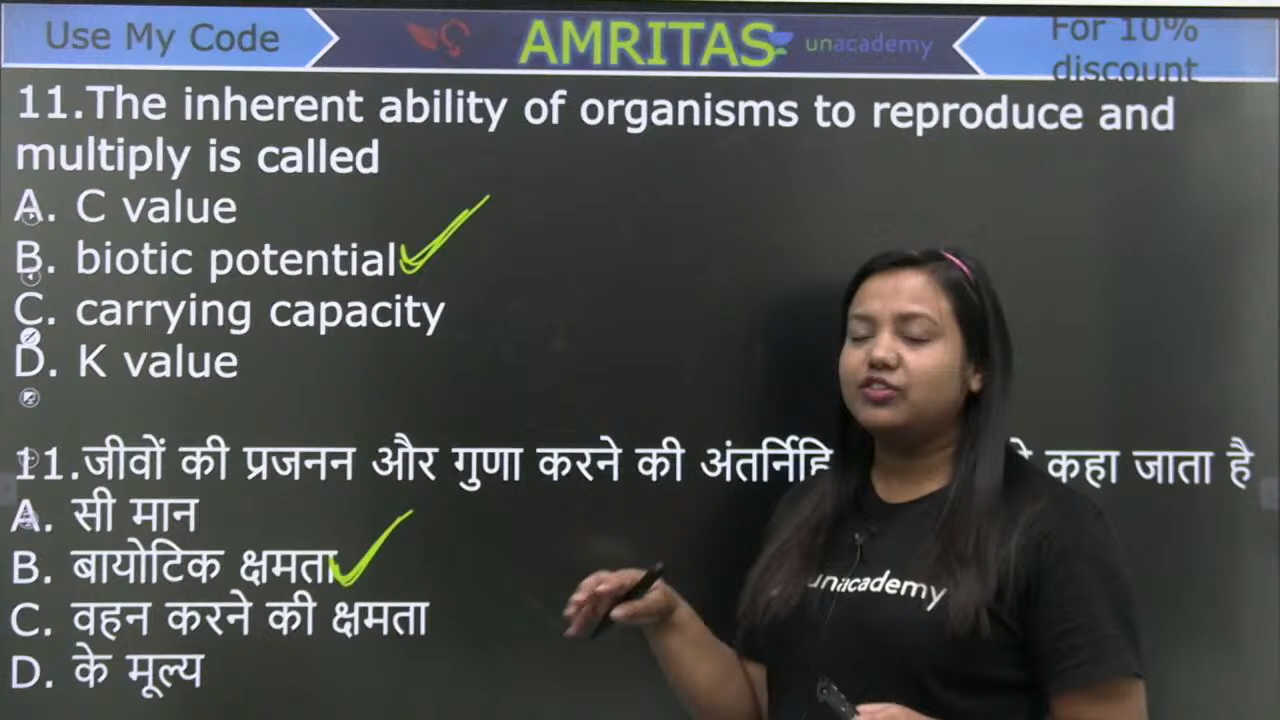 Use My Code
AMRITAS
unacademy
For 10%
discount
11.The inherent ability of organisms to reproduce and
multiply is called
A. C value
B. biotic potential
C. carrying capacity
D. K value
11.जीवों की प्रजनन और गुणा करने की कहा जाता है
A. सी मान
B. बायोटिक क्षमता
C. वहन करने की क्षमता
D. के मूल्य
unacademy